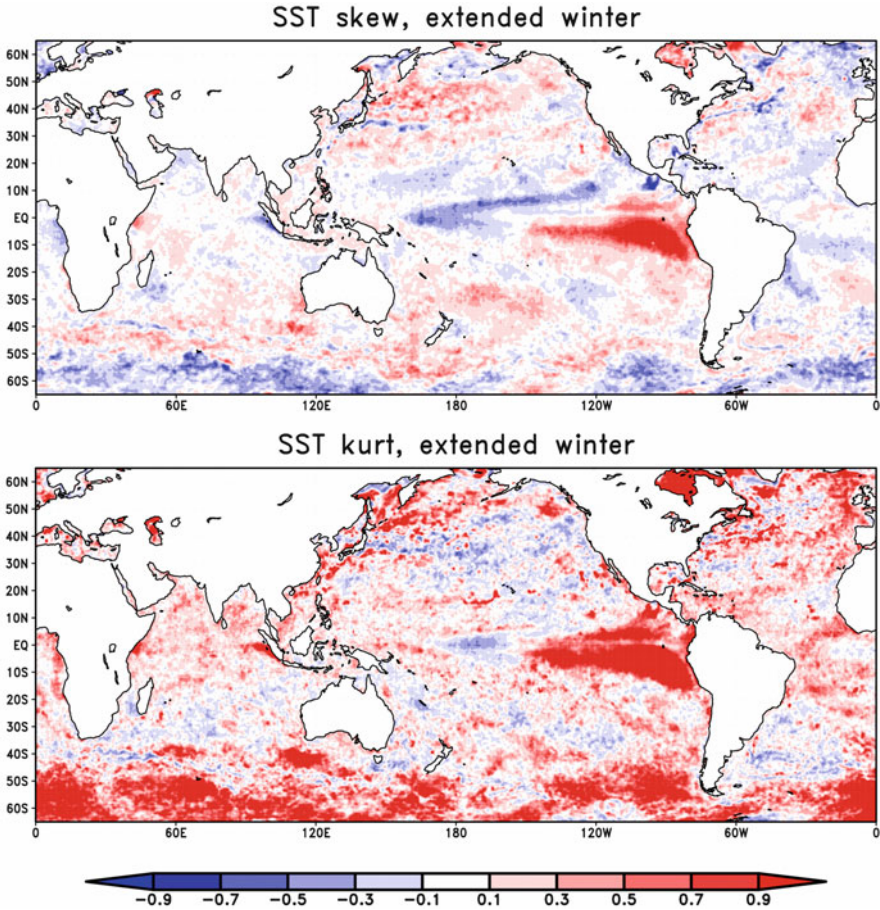 SST skew, extended winter
60N
50N
40N
30N
20N
10N
EQ
10S
20S
30S
40S
50S
60S
0 60E 120E 180 120W 60W 0
SST kurt, extended winter
60N
50N
40N
30N
20N
10N
EQ
10S
20S
30S
40S
50S
60S
0 60E 120E 180 120W 60W 0
-0.9 -0.7 -0.5 -0.3 -0.1 0.1 0.3 0.5 0.7 0.9